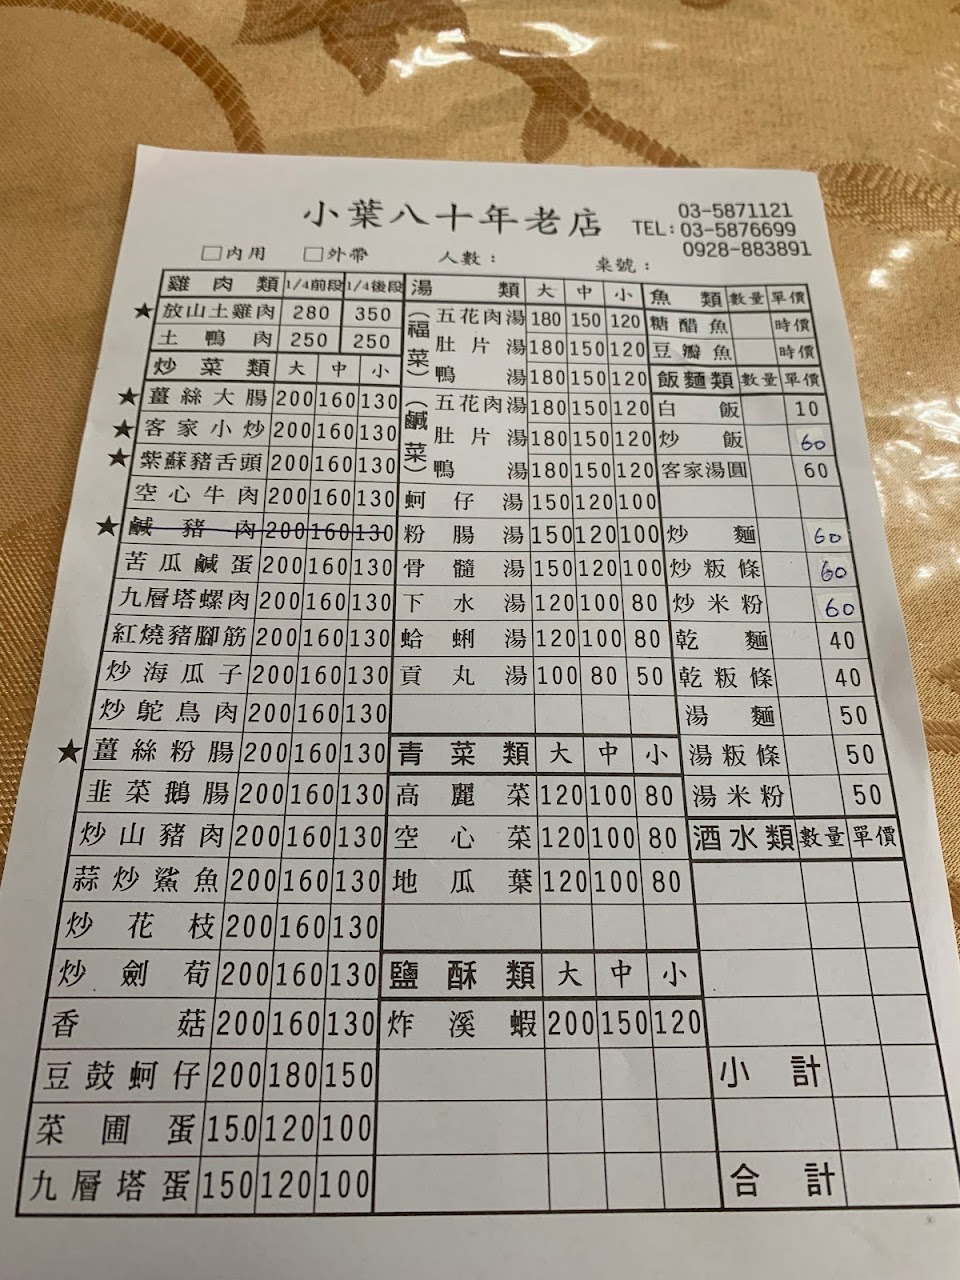 小葉八十年老店
03-5871121
TEL:03-5876699
0928-883891
□內用 □外帶 人數： 桌號：
雞肉類 1/4前段 1/4後段
★放山土雞肉 280 350
土鴨肉 250 250
炒菜類 大 中 小
★薑絲大腸 200 160 130
★客家小炒 200 160 130
★紫蘇豬舌頭 200 160 130
空心牛肉 200 160 130
★鹹豬肉 200 160 130
苦瓜鹹蛋 200 160 130
九層塔螺肉 200 160 130
紅燒豬腳筋 200 160 130
炒海瓜子 200 160 130
炒鴕鳥肉 200 160 130
★薑絲粉腸 200 160 130
韭菜鵝腸 200 160 130
炒山豬肉 200 160 130
蒜炒鯊魚 200 160 130
炒花枝 200 160 130
炒劍荀 200 160 130
香菇 200 160 130
豆鼓蚵仔 200 180 150
菜圃蛋 150 120 100
九層塔蛋 150 120 100
湯類 大 中 小
（福菜）
五花肉湯 180 150 120
肚片湯 180 150 120
鴨湯 180 150 120
（鹹菜）
五花肉湯 180 150 120
肚片湯 180 150 120
鴨湯 180 150 120
蚵仔湯 150 120 100
粉腸湯 150 120 100
骨髓湯 150 120 100
下水湯 120 100 80
蛤蜊湯 120 100 80
貢丸湯 100 80 50
青菜類 大 中 小
高麗菜 120 100 80
空心菜 120 100 80
地瓜葉 120 100 80
鹽酥類 大 中 小
炸溪蝦 200 150 120
魚類 數量 單價
糖醋魚 時價
豆瓣魚 時價
飯麵類 數量 單價
白飯 10
炒飯 60
客家湯圓 60
炒麵 60
炒粄條 60
炒米粉 60
乾麵 40
乾粄條 40
湯麵 50
湯粄條 50
湯米粉 50
酒水類 數量 單價
小計
合計